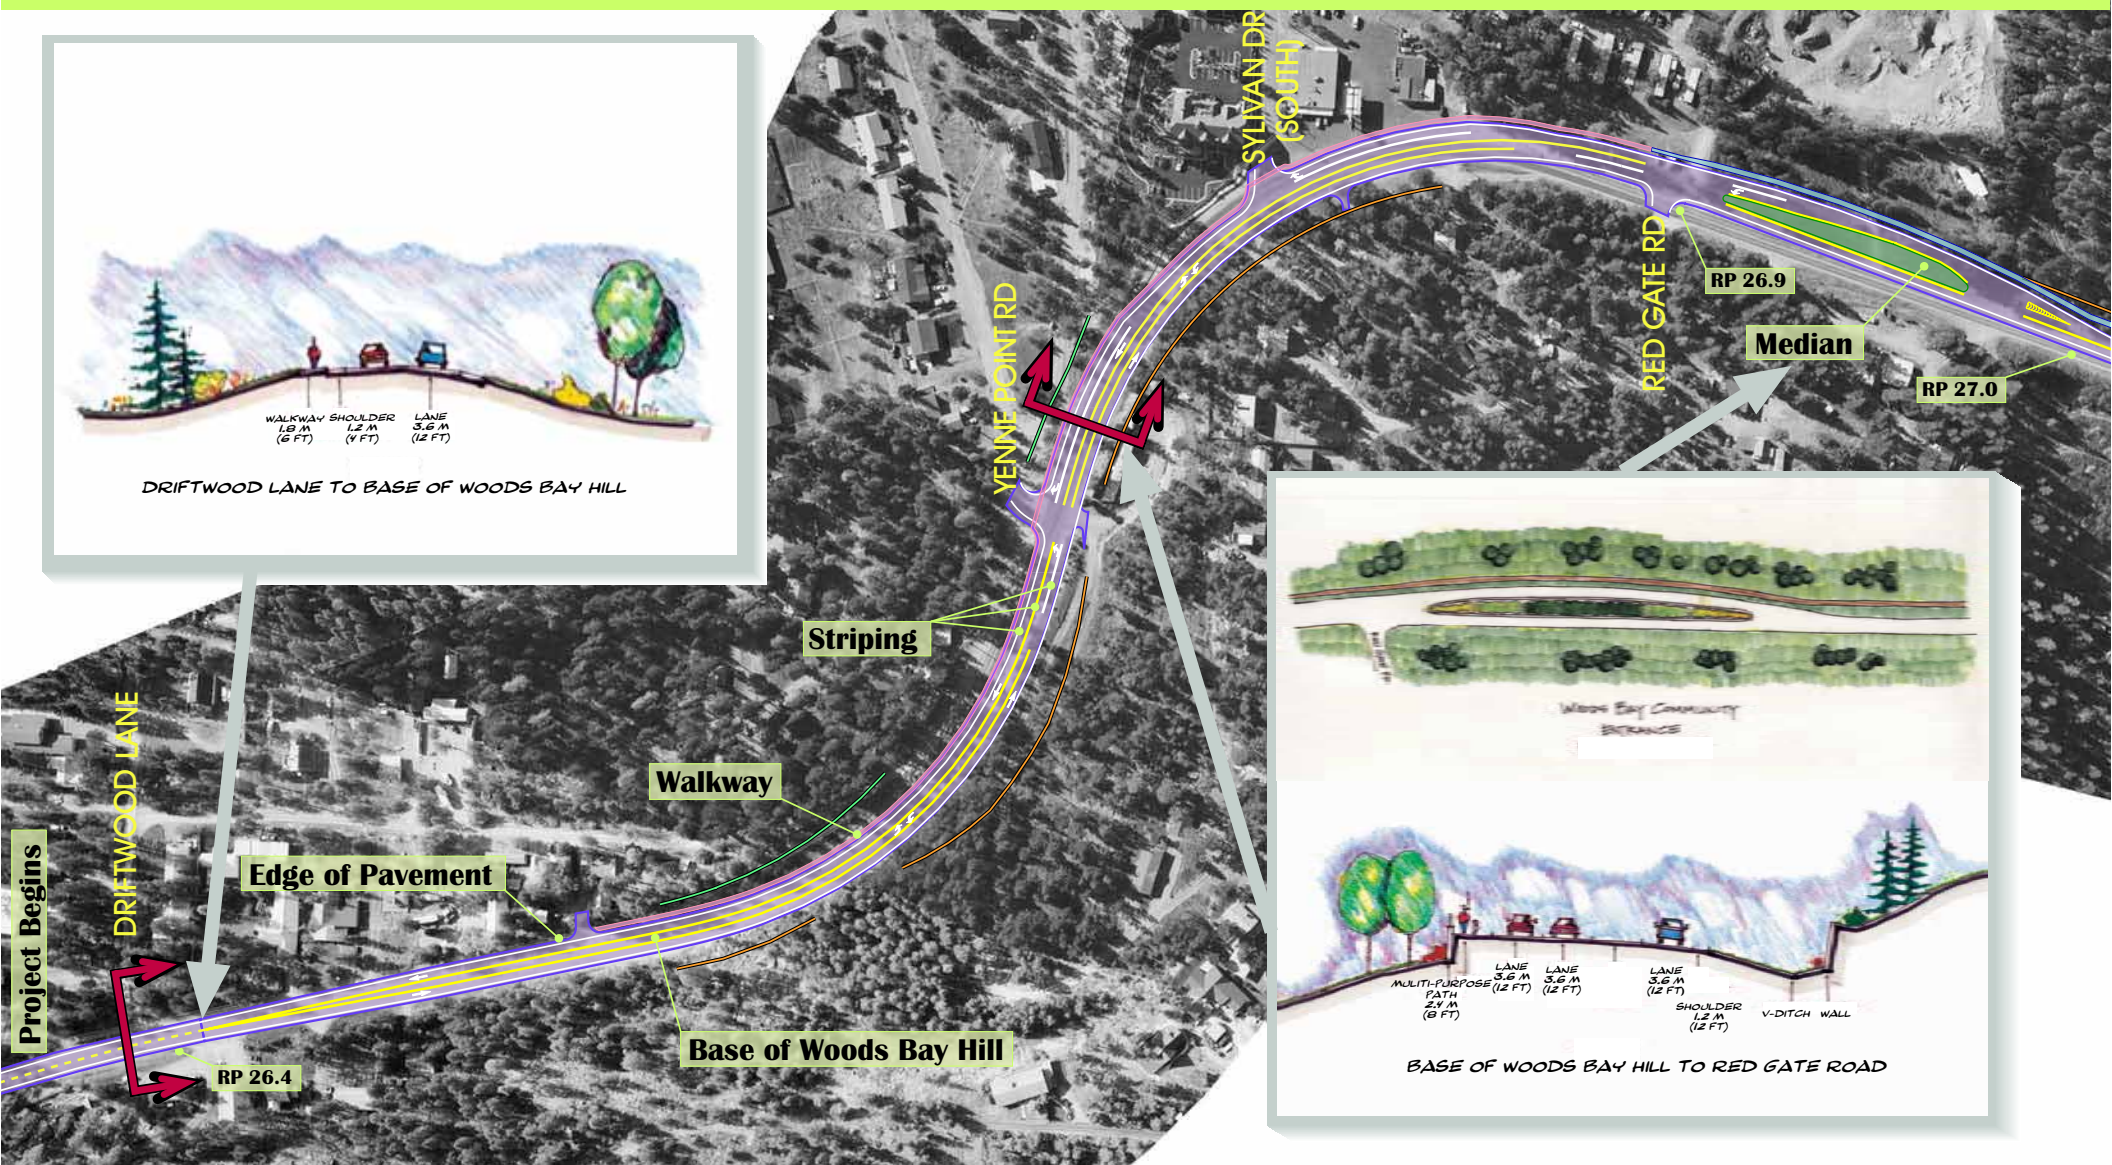 SYLIVAN DR
(SOUTH)
YENNE POINT RD
RED GATE RD
RP 26.9
Median
RP 27.0
WALKWAY
1.8 M
(6 FT)
SHOULDER
1.2 M
(4 FT)
LANE
3.6 M
(12 FT)
DRIFTWOOD LANE TO BASE OF WOODS BAY HILL
Striping
Walkway
Edge of Pavement
DRIFTWOOD LANE
Project Begins
RP 26.4
Base of Woods Bay Hill
WOODS BAY COMMUNITY
ENTRANCE
MULITI-PURPOSE
PATH
2.4 M
(8 FT)
LANE
3.6 M
(12 FT)
LANE
3.6 M
(12 FT)
LANE
3.6 M
(12 FT)
SHOULDER
1.2 M
(12 FT)
V-DITCH
WALL
BASE OF WOODS BAY HILL TO RED GATE ROAD